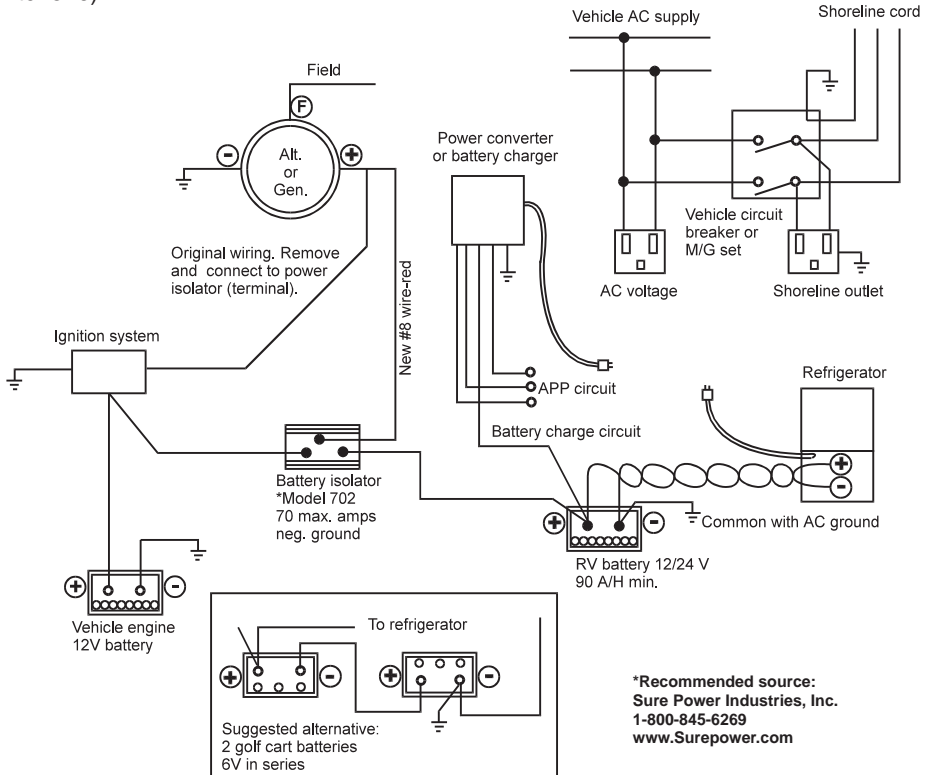 Vehicle AC supply
Shoreline cord
Field
F
Alt.
or
Gen.
Power converter
or battery charger
Original wiring. Remove
and connect to power
isolator (terminal).
New #8 wire-red
Vehicle circuit
breaker or
M/G set
AC voltage
Shoreline outlet
Ignition system
APP circuit
Refrigerator
Battery charge circuit
Battery isolator
*Model 702
70 max. amps
neg. ground
+
-
Common with AC ground
RV battery 12/24 V
90 A/H min.
Vehicle engine
12V battery
To refrigerator
Suggested alternative:
2 golf cart batteries
6V in series
*Recommended source:
Sure Power Industries, Inc.
1-800-845-6269
www.Surepower.com